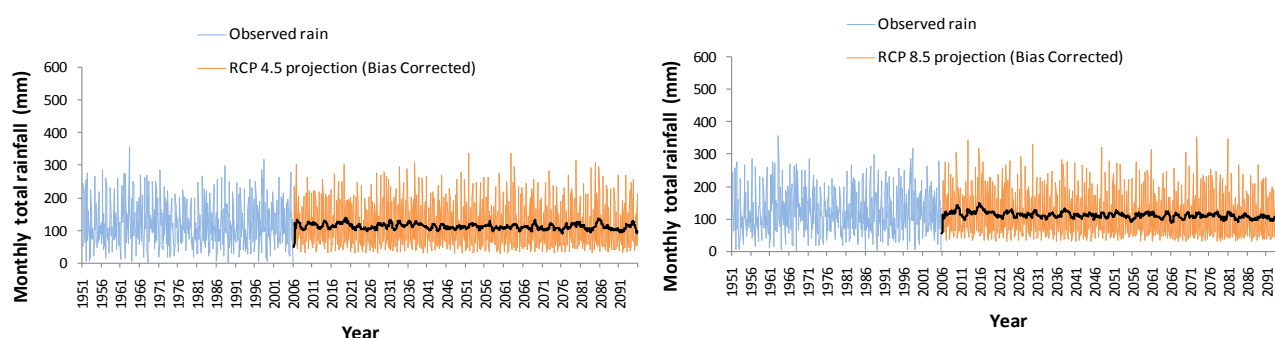 Observed rain
RCP 4.5 projection (Bias Corrected)
Monthly total rainfall (mm)
600
500
400
300
200
100
0
1951 1956 1961 1966 1971 1976 1981 1986 1991 1996 2001 2006 2011 2016 2021 2026 2031 2036 2041 2046 2051 2056 2061 2066 2071 2076 2081 2086 2091
Year
Observed rain
RCP 8.5 projection (Bias Corrected)
Monthly total rainfall (mm)
600
500
400
300
200
100
0
1951 1956 1961 1966 1971 1976 1981 1986 1991 1996 2001 2006 2011 2016 2021 2026 2031 2036 2041 2046 2051 2056 2061 2066 2071 2076 2081 2086 2091
Year